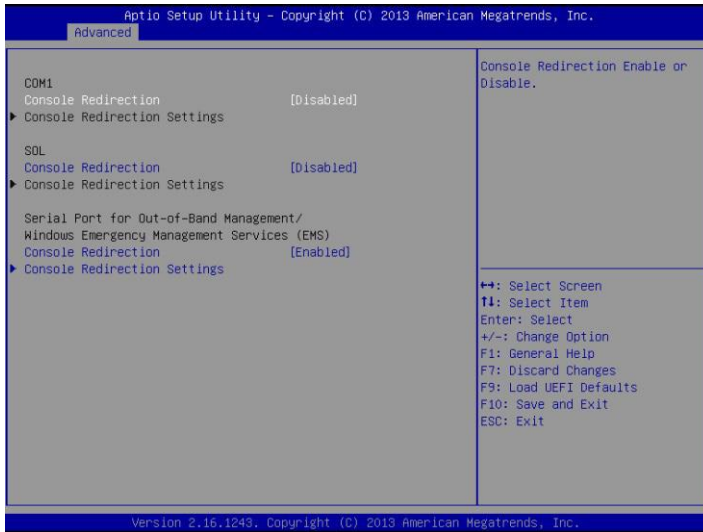 Aptio Setup Utility – Copyright (C) 2013 American Megatrends, Inc.
Advanced
COM1
Console Redirection [Disabled]
▶ Console Redirection Settings
SOL
Console Redirection [Disabled]
▶ Console Redirection Settings
Serial Port for Out-of-Band Management/
Windows Emergency Management Services (EMS)
Console Redirection [Enabled]
▶ Console Redirection Settings
Console Redirection Enable or
Disable.
↔: Select Screen
↑↓: Select Item
Enter: Select
+/-: Change Option
F1: General Help
F7: Discard Changes
F9: Load UEFI Defaults
F10: Save and Exit
ESC: Exit
Version 2.16.1243. Copyright (C) 2013 American Megatrends, Inc.